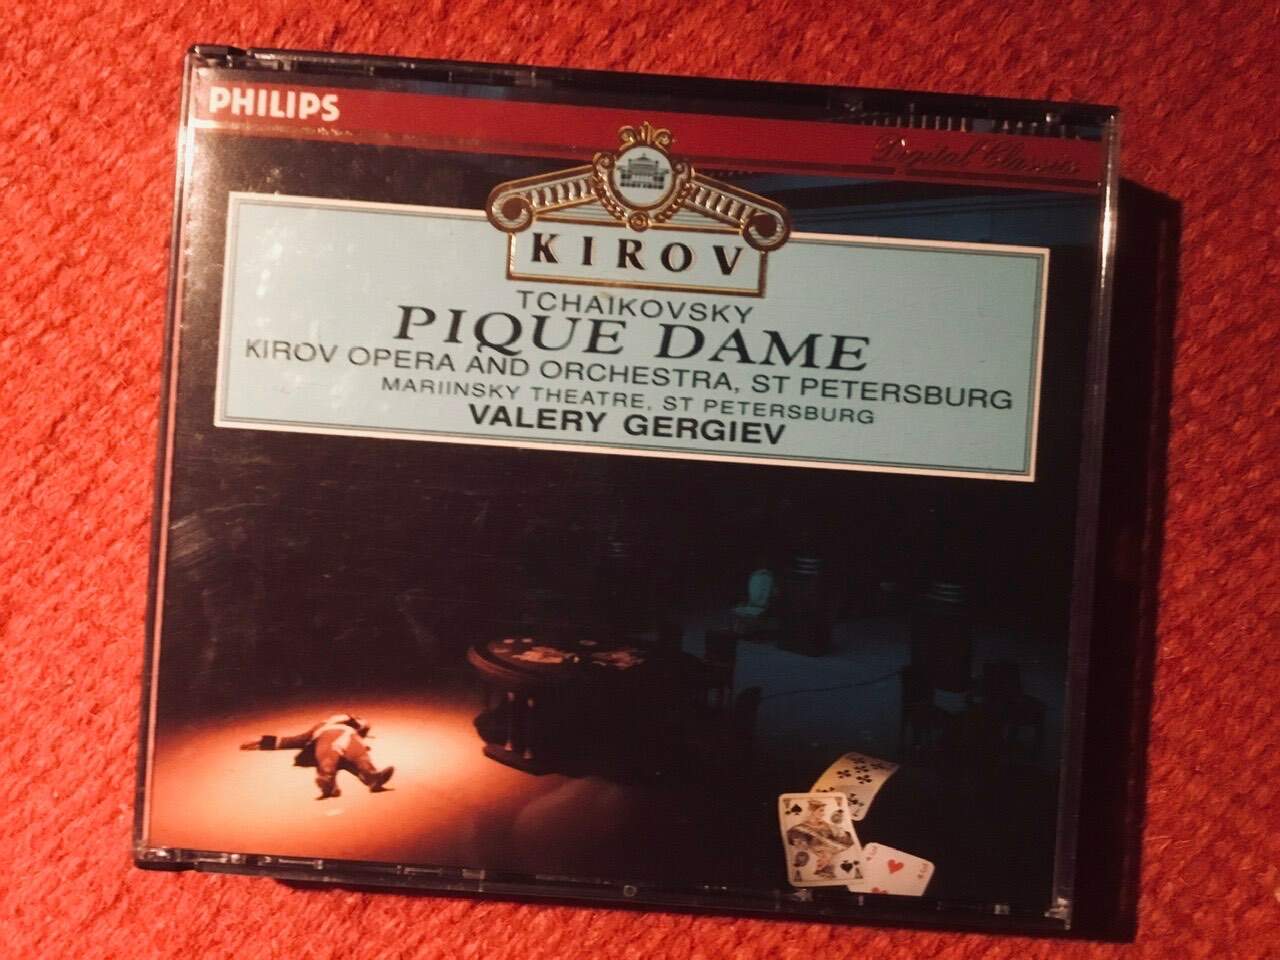 PHILIPS
Digital Classics
KIROV
TCHAIKOVSKY
PIQUE DAME
KIROV OPERA AND ORCHESTRA, ST PETERSBURG
MARIINSKY THEATRE, ST PETERSBURG
VALERY GERGIEV